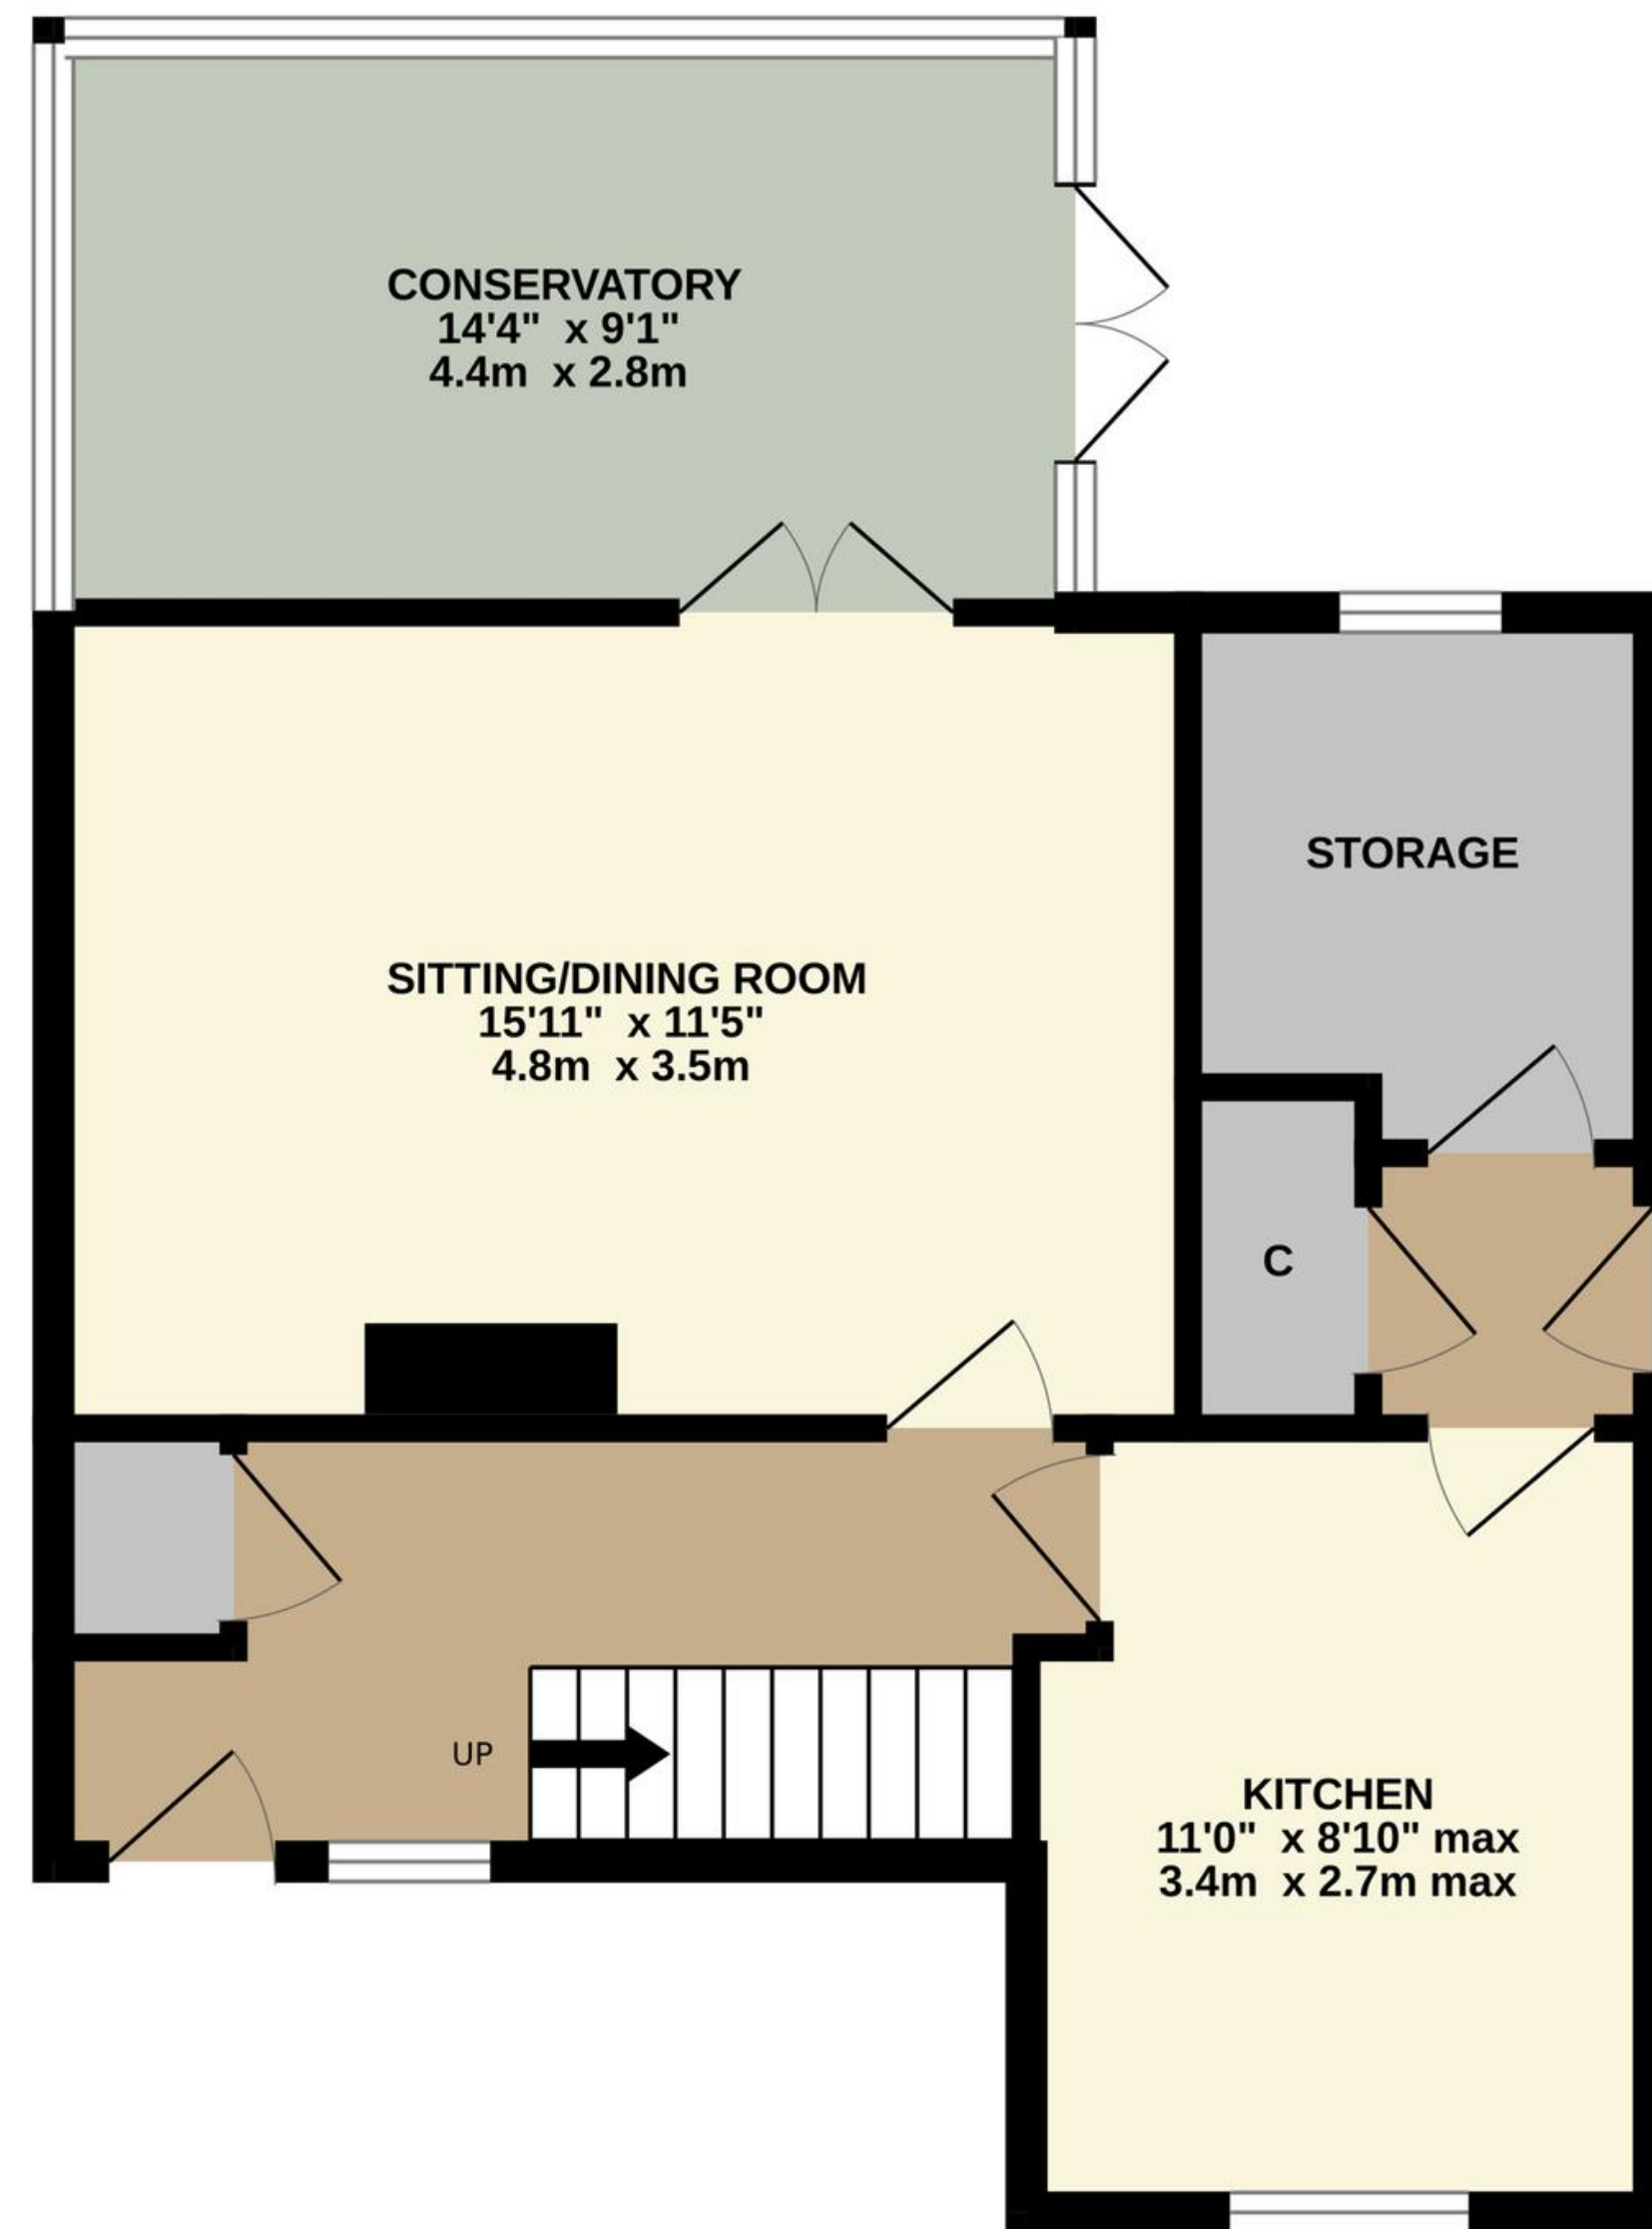 CONSERVATORY
14'4" x 9'1"
4.4m x 2.8m
STORAGE
SITTING/DINING ROOM
15'11" x 11'5"
4.8m x 3.5m
C
UP
KITCHEN
11'0" x 8'10" max
3.4m x 2.7m max